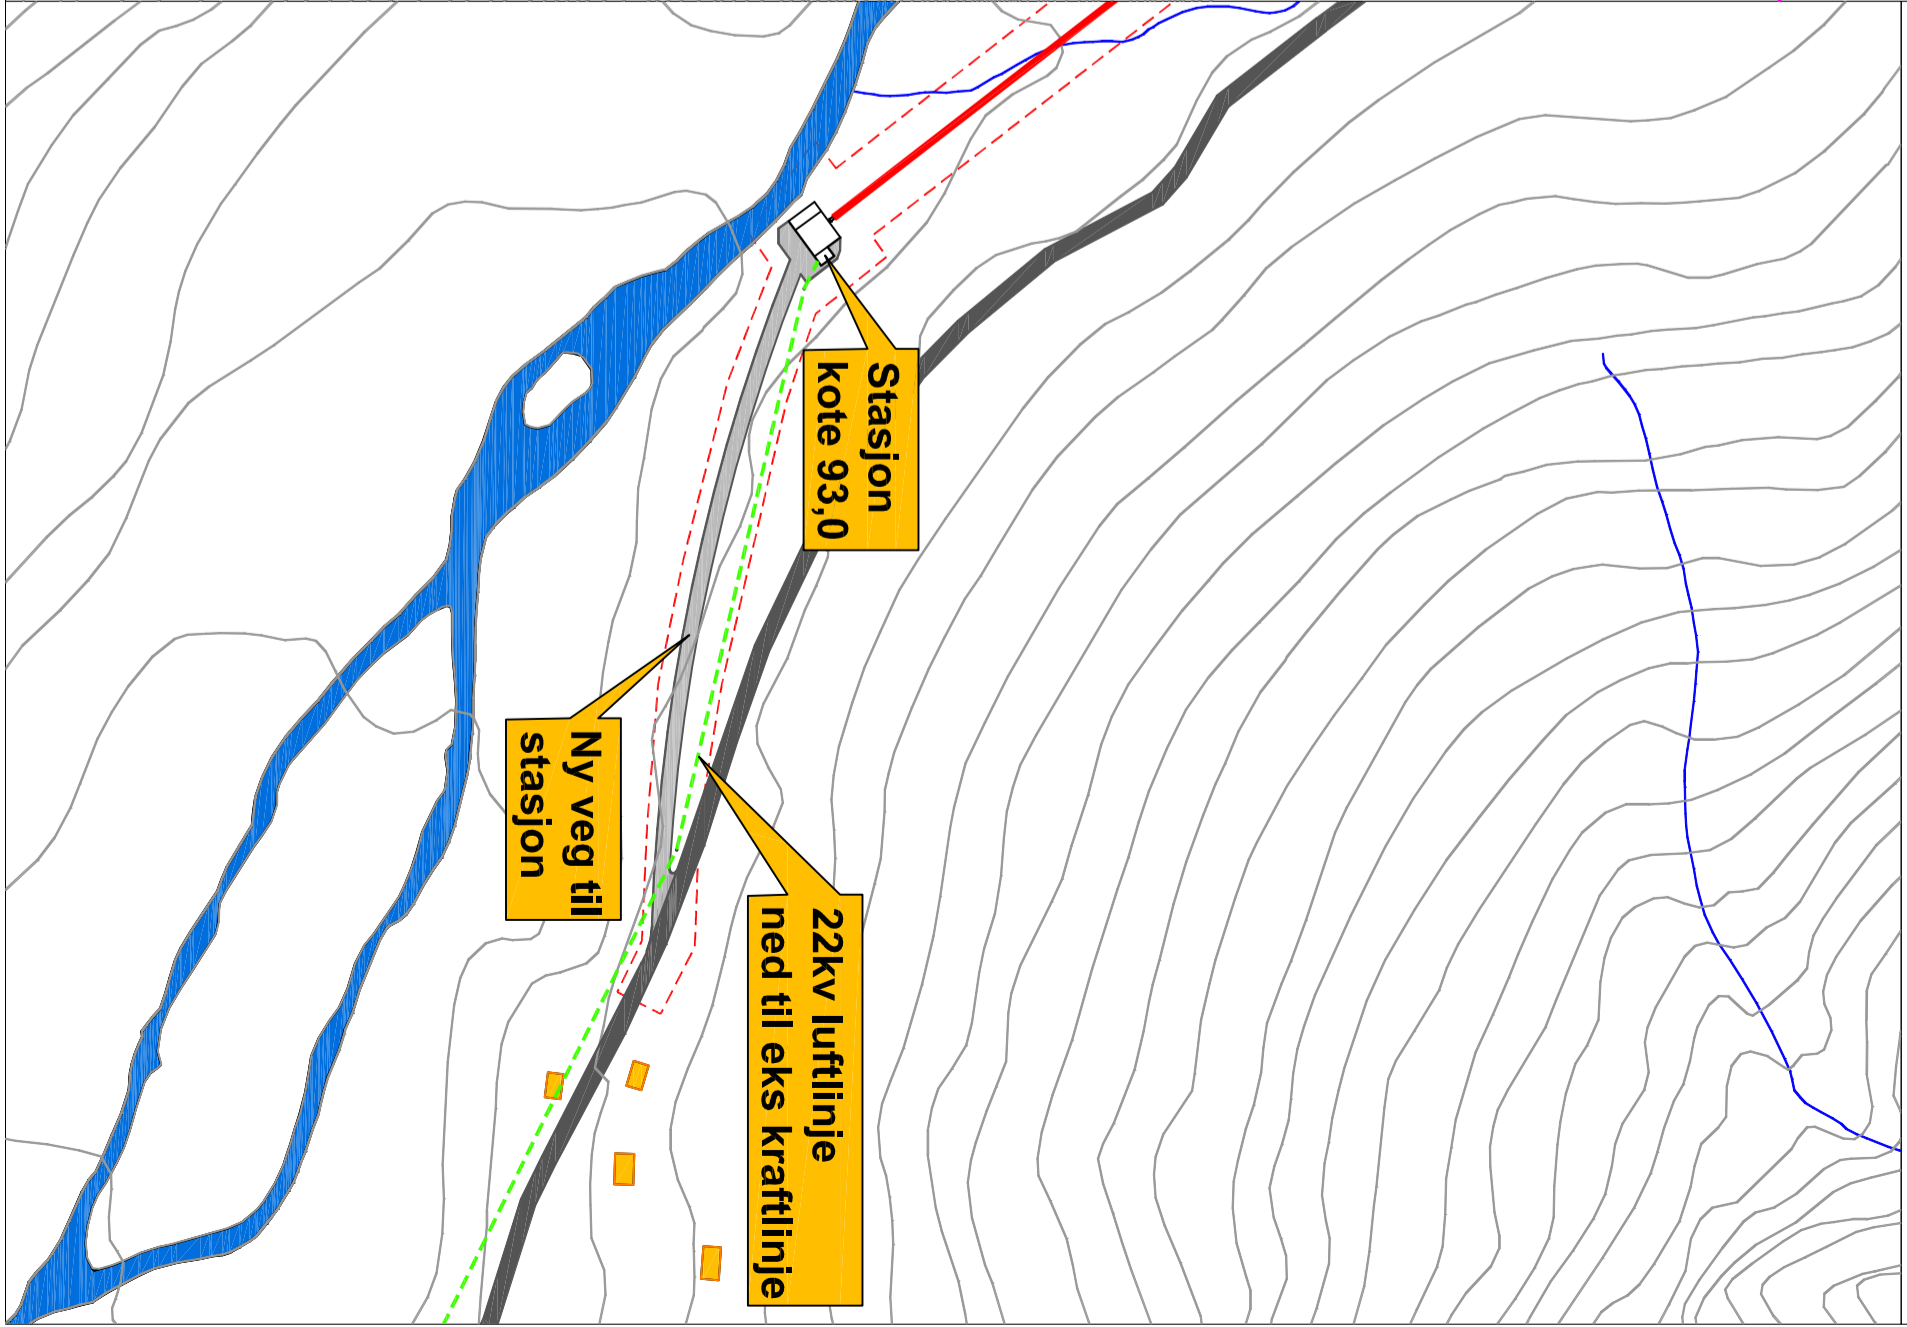 Stasjon
kote 93,0
Ny veg til
stasjon
22kv luftlinje
ned til eks kraftlinje